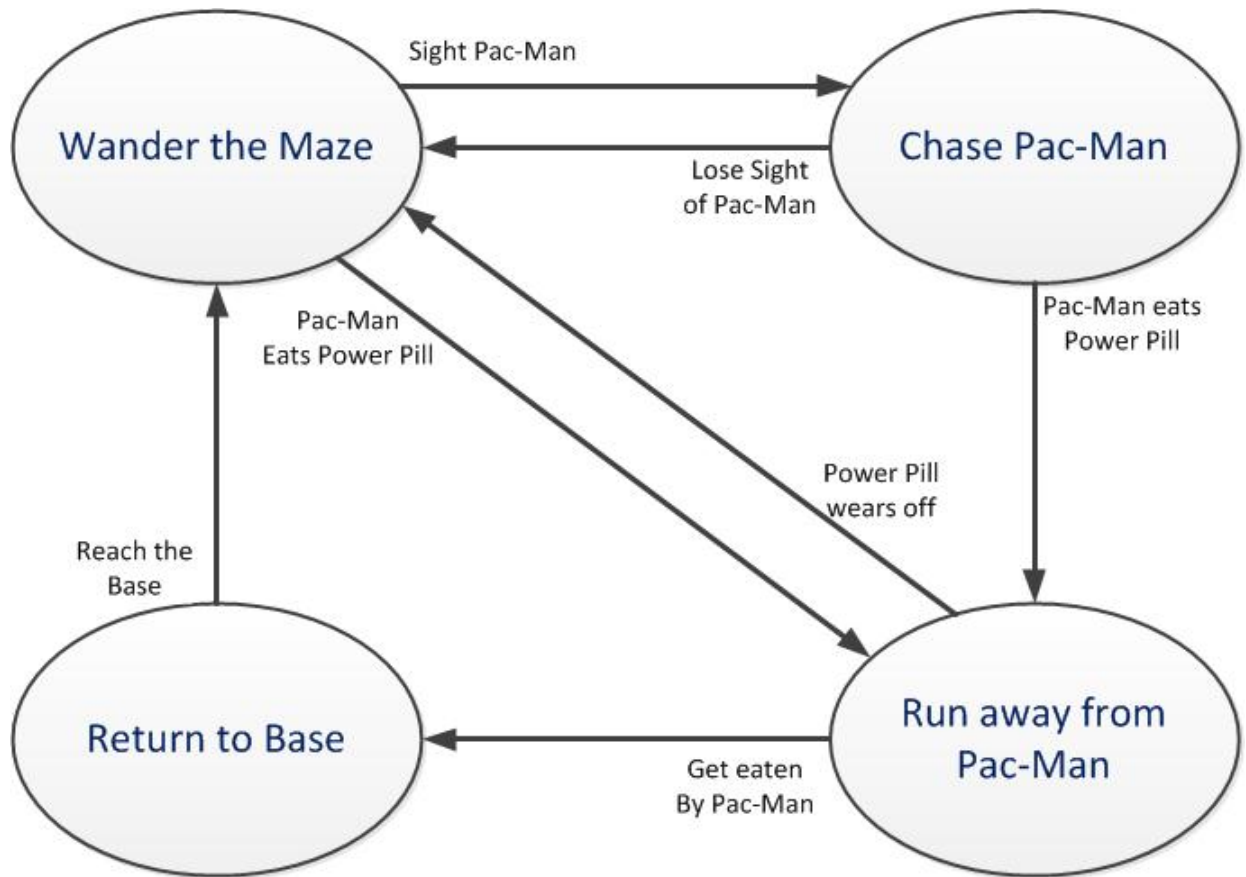 Sight Pac-Man
Wander the Maze
Chase Pac-Man
Lose Sight
of Pac-Man
Pac-Man
Eats Power Pill
Pac-Man eats
Power Pill
Power Pill
wears off
Reach the
Base
Return to Base
Run away from
Pac-Man
Get eaten
By Pac-Man